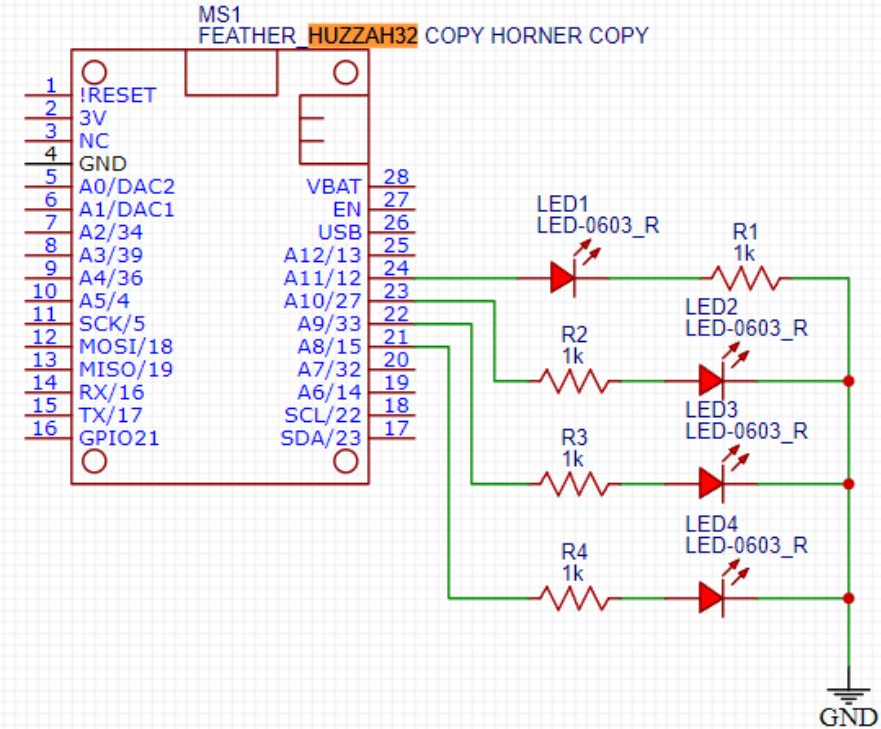 MS1
FEATHER_HUZZAH32 COPY HORNER COPY
1 !RESET
2 3V
3 NC
4 GND
5 A0/DAC2
6 A1/DAC1
7 A2/34
8 A3/39
9 A4/36
10 A5/4
11 SCK/5
12 MOSI/18
13 MISO/19
14 RX/16
15 TX/17
16 GPIO21
VBAT 28
EN 27
USB 26
A12/13 25
A11/12 24
A10/27 23
A9/33 22
A8/15 21
A7/32 20
A6/14 19
SCL/22 18
SDA/23 17
LED1
LED-0603_R
R1
1k
LED2
LED-0603_R
R2
1k
LED3
LED-0603_R
R3
1k
LED4
LED-0603_R
R4
1k
GND